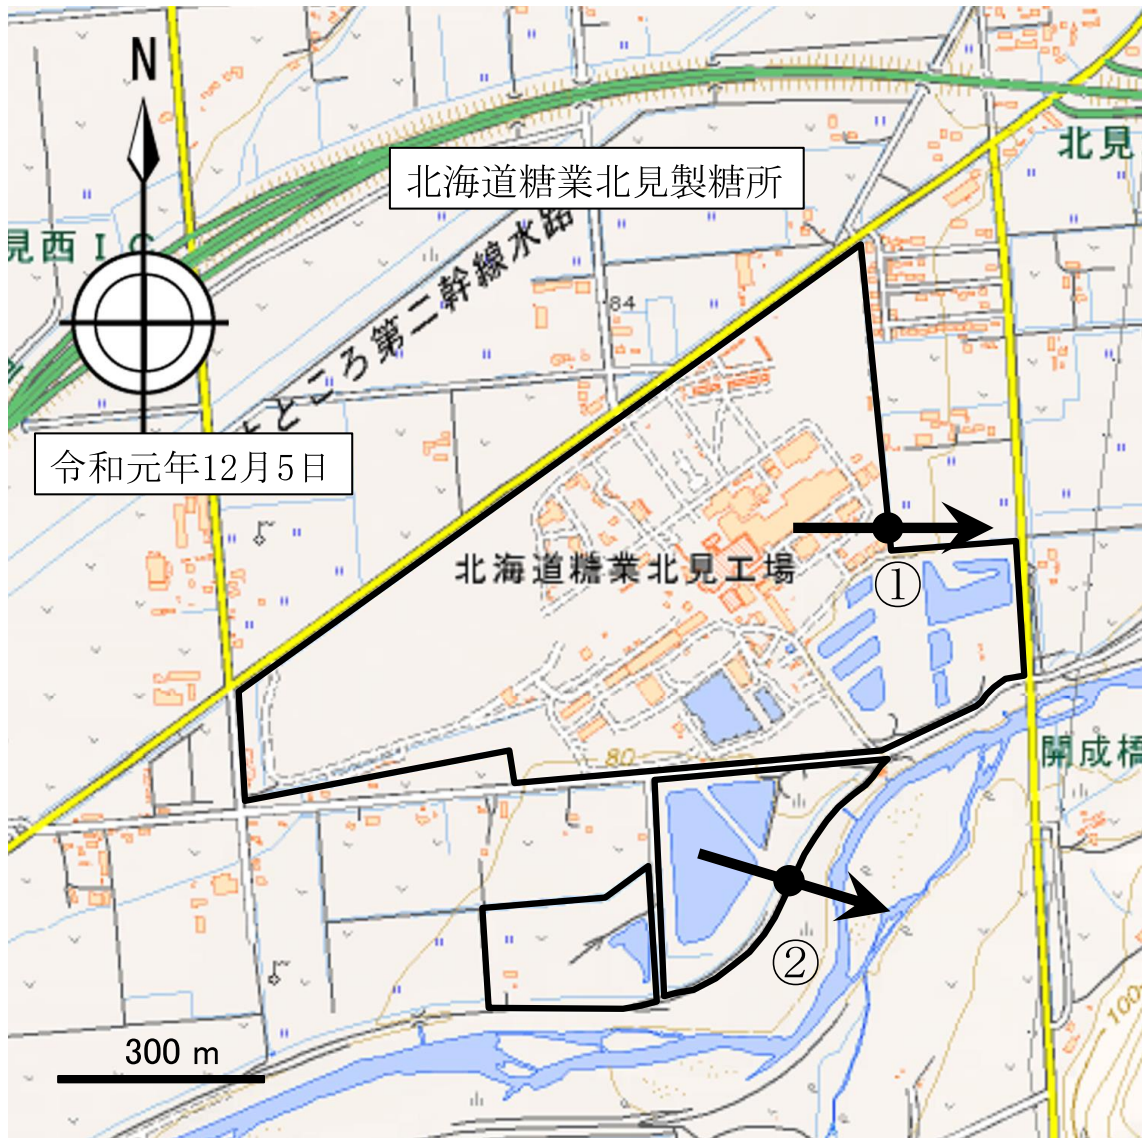 N
北海道糖業北見製糖所
北見
見西IC
ところ第二幹線水路
84
令和元年12月5日
北海道糖業北見工場
①
開成橋
80
②
100
300 m